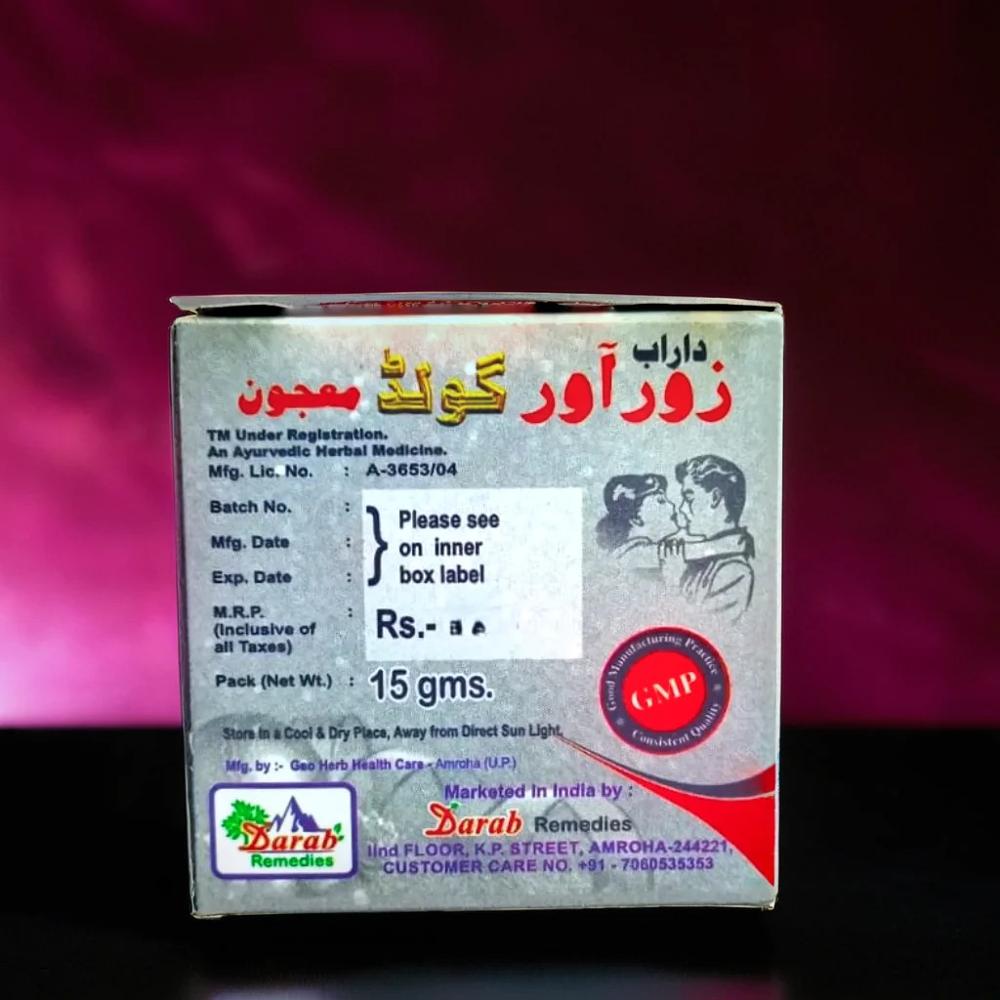 داراب
زور آور گولڈ معجون
TM Under Registration.
An Ayurvedic Herbal Medicine.
Mfg. Lic. No. : A-3653/04
Batch No. :
Mfg. Date :
Exp. Date :
} Please see
on inner
box label
M.R.P. :
(Inclusive of
all Taxes)
Rs.-
Pack (Net Wt.) : 15 gms.
Store in a Cool & Dry Place, Away from Direct Sun Light.
Mfg. by :- Geo Herb Health Care - Amroha (U.P.)
Good Manufacturing Practice
GMP
Consistent Quality
Darab
Remedies
Marketed In India by :
Darab Remedies
IInd FLOOR, K.P. STREET, AMROHA-244221,
CUSTOMER CARE NO. +91 - 7060535353